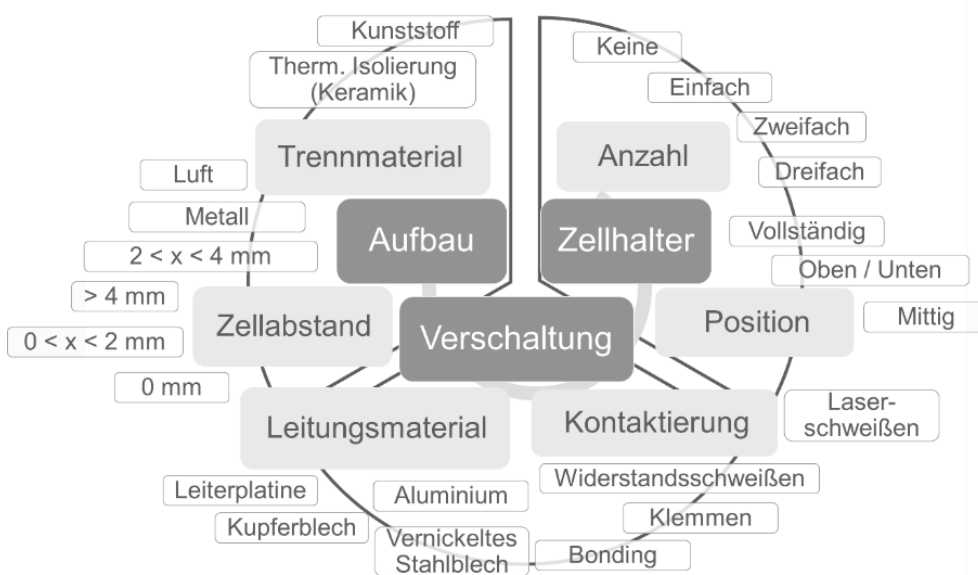 Kunststoff
Therm. Isolierung
(Keramik)
Trennmaterial
Luft
Metall
Aufbau
2 < x < 4 mm
> 4 mm
Zellabstand
0 < x < 2 mm
0 mm
Keine
Einfach
Zweifach
Anzahl
Dreifach
Zellhalter
Vollständig
Oben / Unten
Position
Mittig
Verschaltung
Leitungsmaterial
Leiterplatine
Kupferblech
Aluminium
Vernickeltes
Stahlblech
Kontaktierung
Laser-
schweißen
Widerstandsschweißen
Klemmen
Bonding